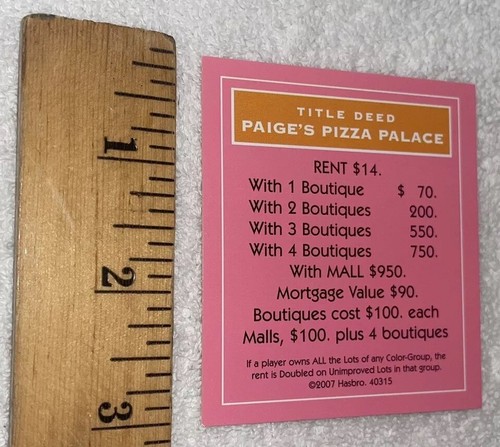 1
2
3
TITLE DEED
PAIGE'S PIZZA PALACE
RENT $14.
With 1 Boutique $ 70.
With 2 Boutiques 200.
With 3 Boutiques 550.
With 4 Boutiques 750.
With MALL $950.
Mortgage Value $90.
Boutiques cost $100. each
Malls, $100. plus 4 boutiques
If a player owns ALL the Lots of any Color-Group, the
rent is Doubled on Unimproved Lots in that group.
©2007 Hasbro. 40315